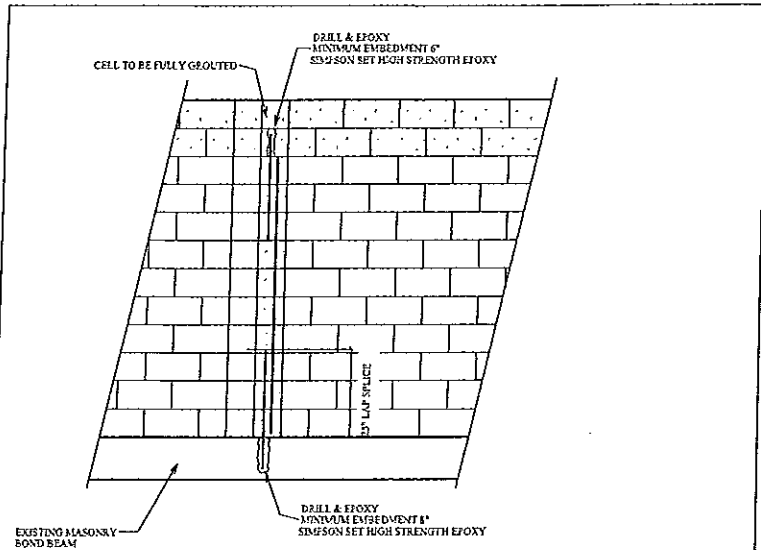 DRILL & EPOXY
MINIMUM EMBEDMENT 6"
SIMPSON SET HIGH STRENGTH EPOXY
CELL TO BE FULLY GROUTED
LAP SPLICE
DRILL & EPOXY
MINIMUM EMBEDMENT 8"
SIMPSON SET HIGH STRENGTH EPOXY
EXISTING MASONRY
BOND BEAM